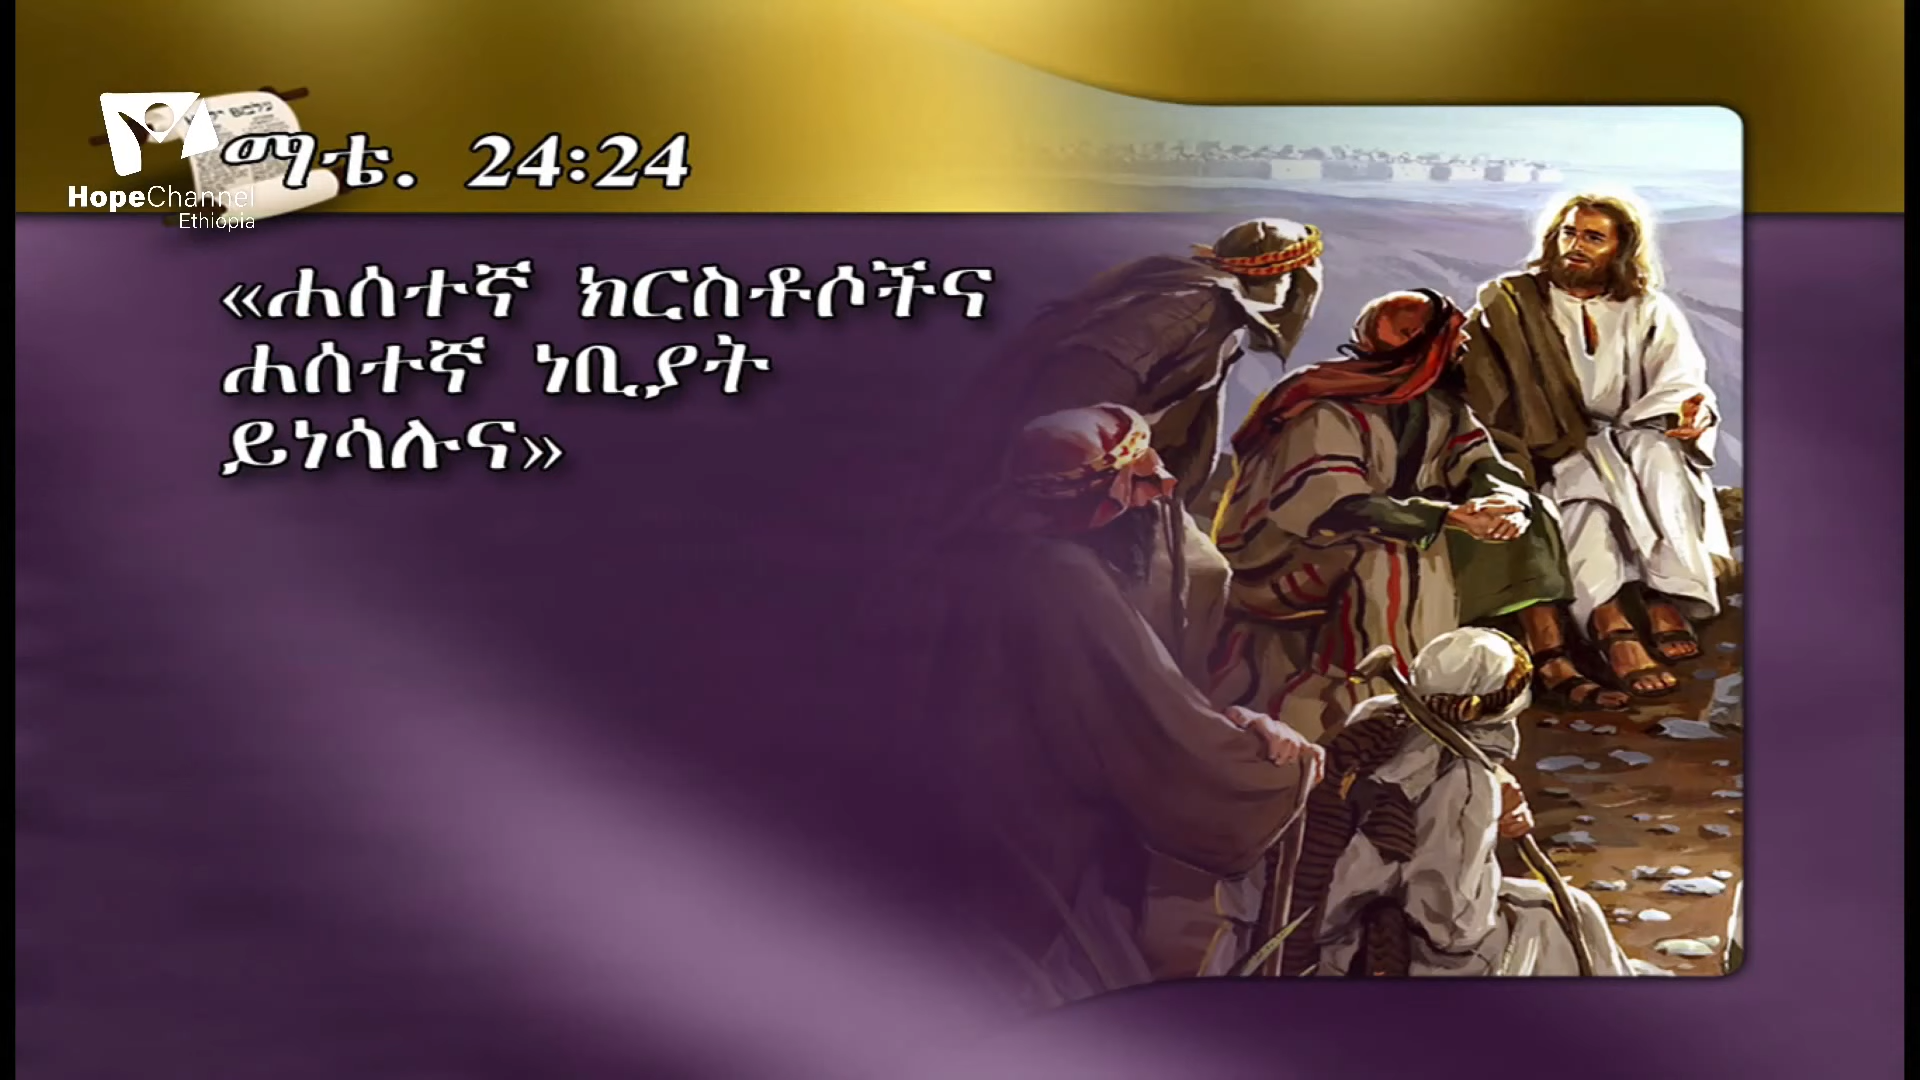 HopeChannel
Ethiopia
ማቴ. 24:24
«ሐሰተኛ ክርስቶሶችና
ሐሰተኛ ነቢያት
ይነሳሉና»